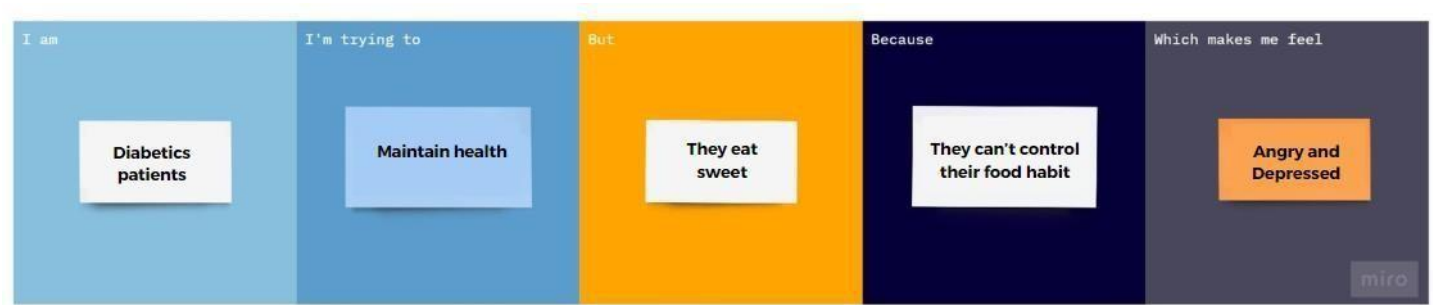 I am
I'm trying to
But
Because
Which makes me feel
Diabetics
patients
Maintain health
They eat
sweet
They can't control
their food habit
Angry and
Depressed
miro